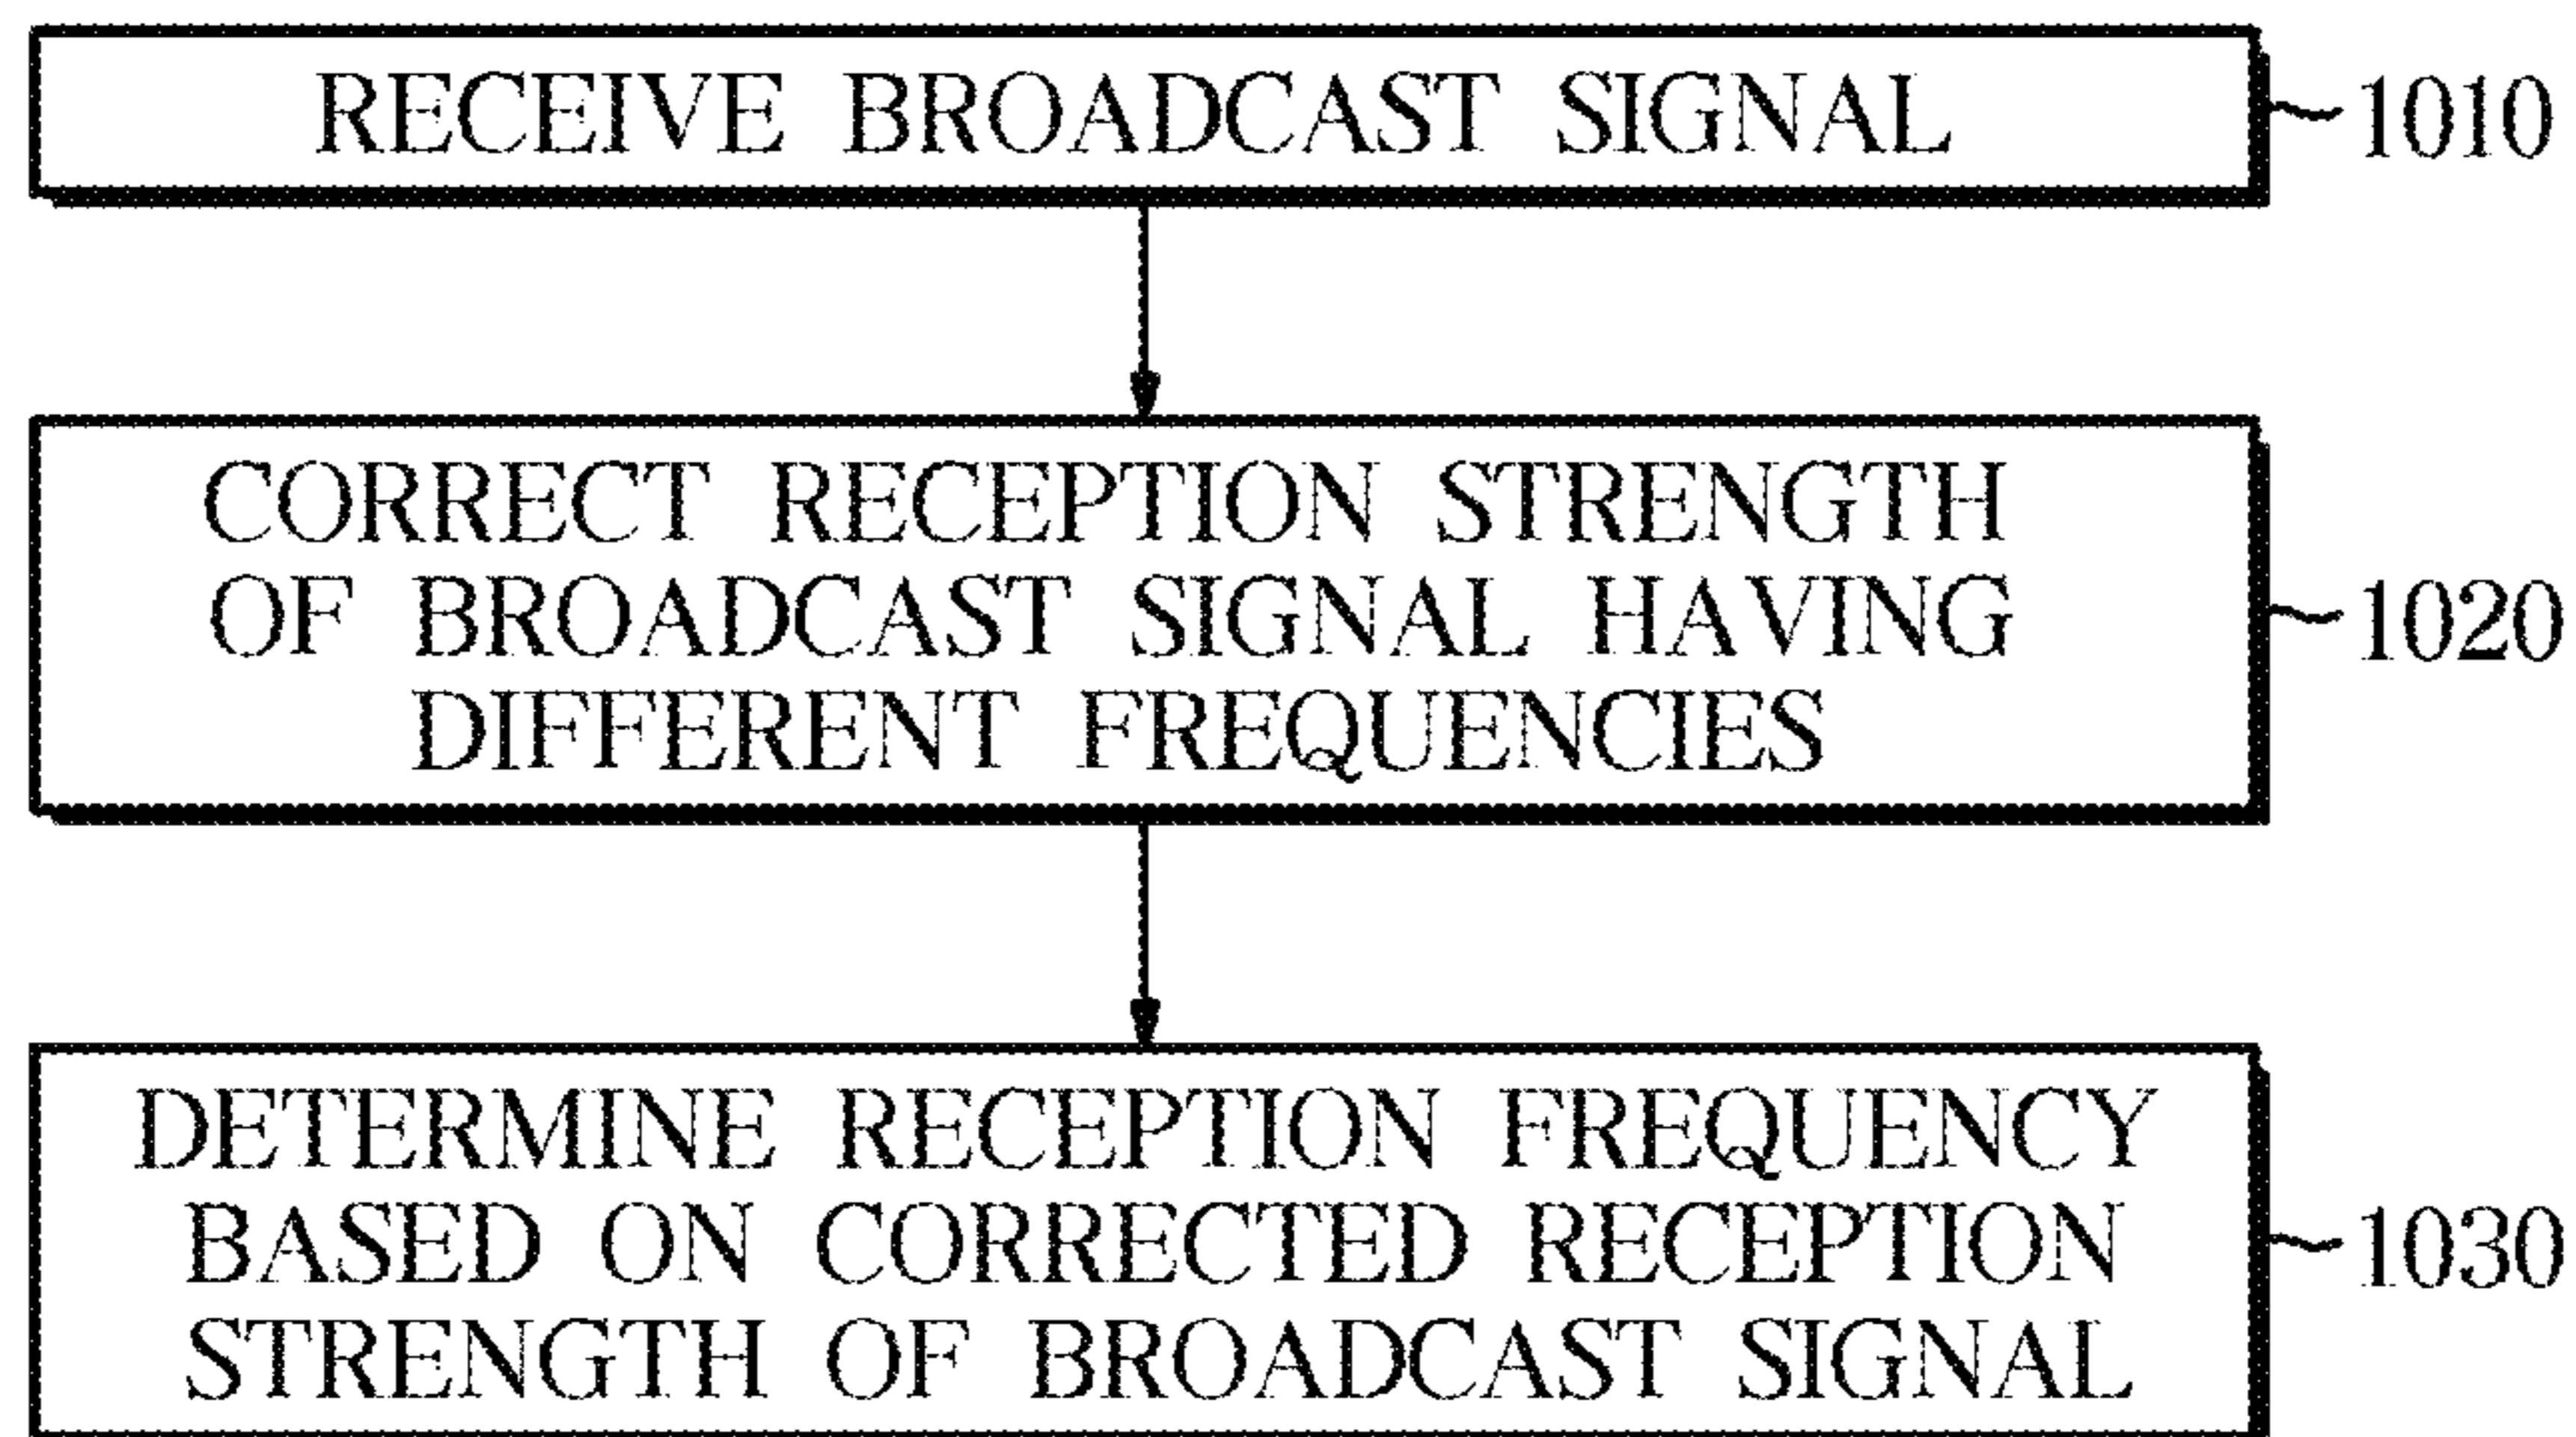 RECEIVE BROADCAST SIGNAL
1010
CORRECT RECEPTION STRENGTH
OF BROADCAST SIGNAL HAVING
DIFFERENT FREQUENCIES
1020
DETERMINE RECEPTION FREQUENCY
BASED ON CORRECTED RECEPTION
STRENGTH OF BROADCAST SIGNAL
1030